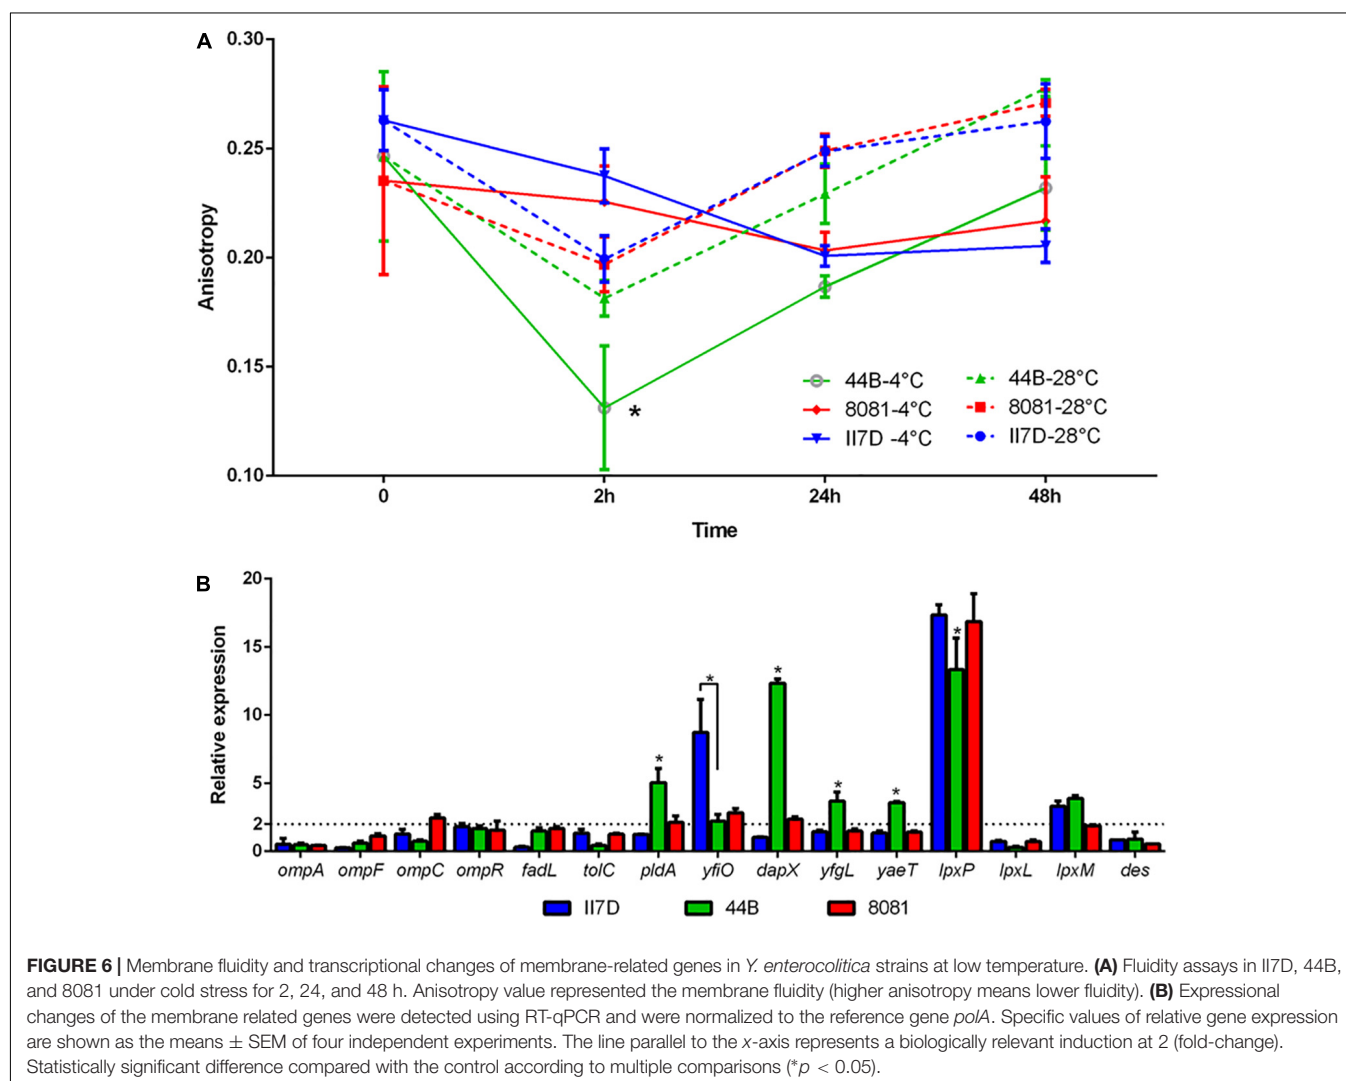 A
0.30
0.25
0.20
0.15
0.10
Anisotropy
*
44B-4°C
44B-28°C
8081-4°C
8081-28°C
II7D -4°C
II7D-28°C
0
2h
24h
48h
Time
B
20
15
10
5
2
0
Relative expression
*
*
*
*
*
*
ompA
ompF
ompC
ompR
fadL
tolC
pldA
yfiO
dapX
yfgL
yaeT
lpxP
lpxL
lpxM
des
II7D
44B
8081
FIGURE 6 | Membrane fluidity and transcriptional changes of membrane-related genes in Y. enterocolitica strains at low temperature. (A) Fluidity assays in II7D, 44B,
and 8081 under cold stress for 2, 24, and 48 h. Anisotropy value represented the membrane fluidity (higher anisotropy means lower fluidity). (B) Expressional
changes of the membrane related genes were detected using RT-qPCR and were normalized to the reference gene polA. Specific values of relative gene expression
are shown as the means ± SEM of four independent experiments. The line parallel to the x-axis represents a biologically relevant induction at 2 (fold-change).
Statistically significant difference compared with the control according to multiple comparisons (*p < 0.05).